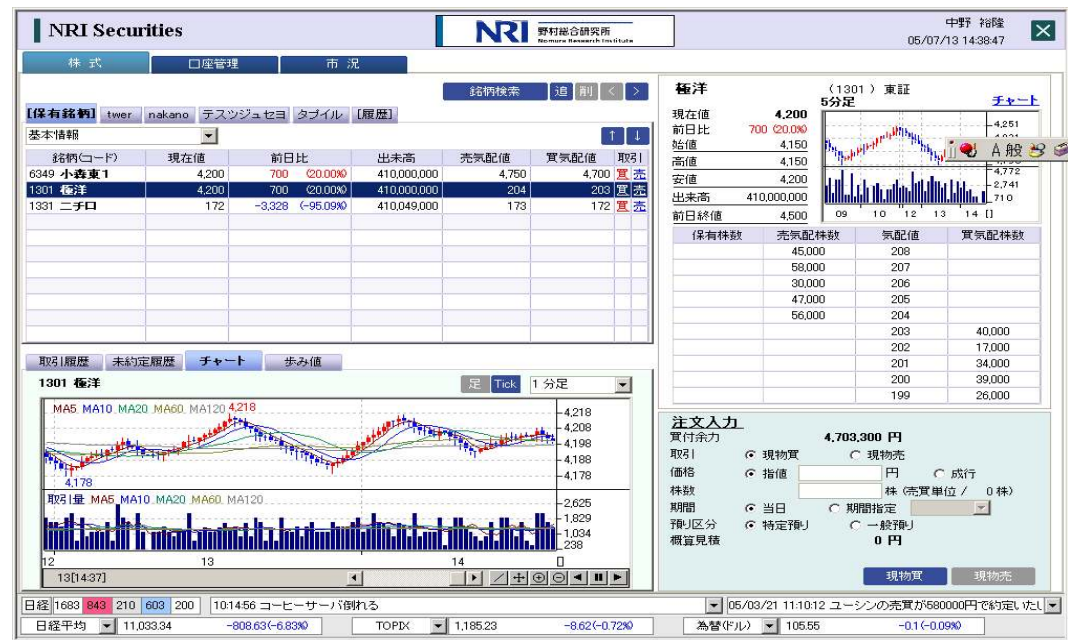 NRI Securities
NRI 野村総合研究所
Nomura Research Institute
中野 裕隆
05/07/13 14:38:47
株 式 口座管理 市 況
銘柄検索 追 削 < >
[保有銘柄] twer nakano テスツジュセヨ タブイル [履歴]
基本情報
銘柄(コード) 現在値 前日比 出来高 売気配値 買気配値 取引
6349 小森東1 4,200 700 (20.00%) 410,000,000 4,750 4,700 買 売
1301 極洋 4,200 700 (20.00%) 410,000,000 204 203 買 売
1331 ニチロ 172 -3,328 (-95.09%) 410,049,000 173 172 買 売
取引履歴 未約定履歴 チャート 歩み値
1301 極洋 足 Tick 1 分足
MA5 MA10 MA20 MA60 MA120 4,218
4,218
4,208
4,198
4,188
4,178
4,178
取引量 MA5 MA10 MA20 MA60 MA120
2,625
1,829
1,034
238
12 13 14 []
13[14:37]
極洋 (1301) 東証
5分足 チャート
現在値 4,200
前日比 700 (20.0%)
始値 4,150
高値 4,150
安値 4,200
出来高 410,000,000
前日終値 4,500
4,251
4,772
2,741
710
09 10 12 13 14 []
A 般
保有株数 売気配株数 気配値 買気配株数
45,000 208
58,000 207
30,000 206
47,000 205
56,000 204
203 40,000
202 17,000
201 34,000
200 39,000
199 26,000
注文入力
買付余力 4,703,300 円
取引 現物買 現物売
価格 指値 円 成行
株数 株 (売買単位 / 0 株)
期間 当日 期間指定
預り区分 特定預り 一般預り
概算見積 0 円
現物買 現物売
日経 1683 843 210 603 200 10:14:56 コーヒーサーバ倒れる 05/03/21 11:10:12 ユーシンの売買が580000円で約定いたし
日経平均 11,033.34 -808.63(-6.83%) TOPIX 1,185.23 -8.62(-0.72%) 為替(ドル) 105.55 -0.1(-0.09%)